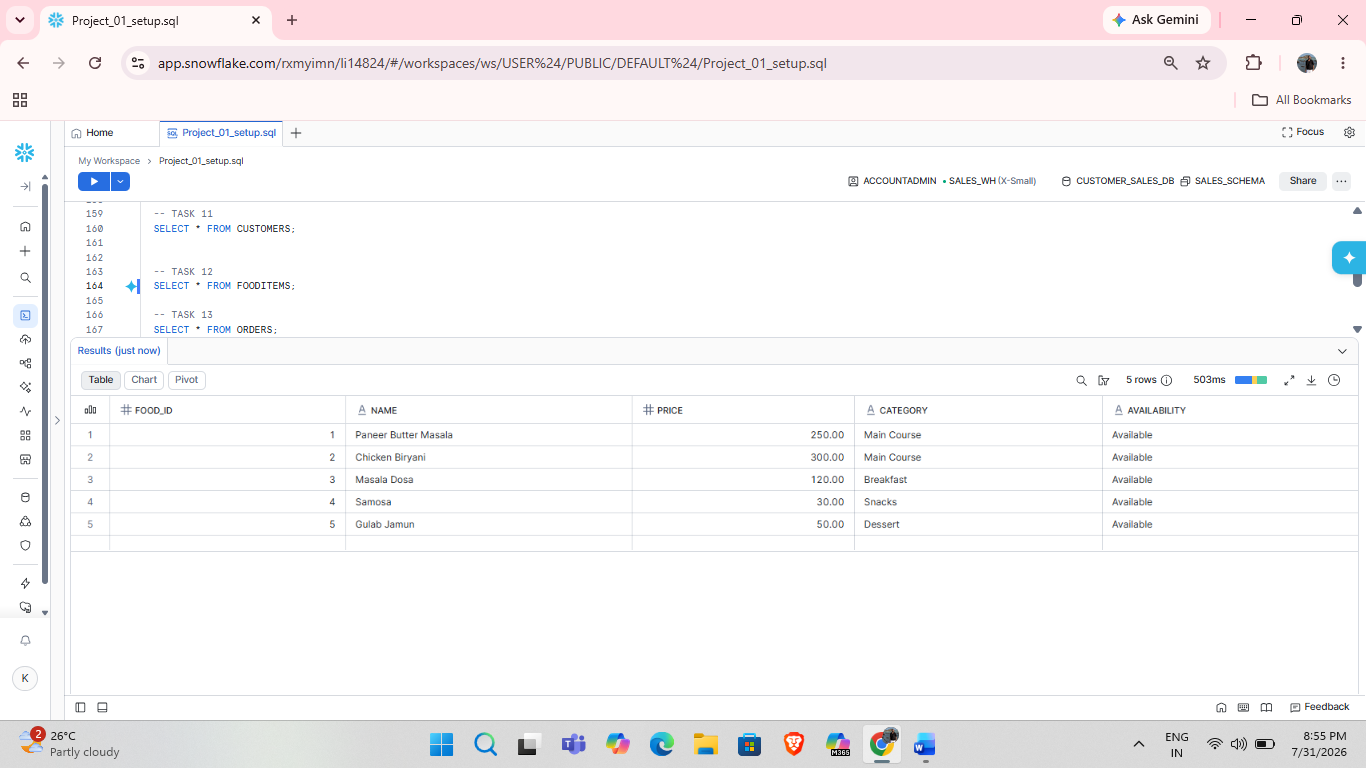 Project_01_setup.sql
Ask Gemini
app.snowflake.com/rxmyimn/li14824/#/workspaces/ws/USER%24/PUBLIC/DEFAULT%24/Project_01_setup.sql
All Bookmarks
Home
Project_01_setup.sql
Focus
My Workspace > Project_01_setup.sql
ACCOUNTADMIN SALES_WH (X-Small) CUSTOMER_SALES_DB SALES_SCHEMA Share
159 -- TASK 11
160 SELECT * FROM CUSTOMERS;
161
162
163 -- TASK 12
164 SELECT * FROM FOODITEMS;
165
166 -- TASK 13
167 SELECT * FROM ORDERS;
Results (just now)
Table Chart Pivot 5 rows 503ms
FOOD_ID NAME PRICE CATEGORY AVAILABILITY
1 1 Paneer Butter Masala 250.00 Main Course Available
2 2 Chicken Biryani 300.00 Main Course Available
3 3 Masala Dosa 120.00 Breakfast Available
4 4 Samosa 30.00 Snacks Available
5 5 Gulab Jamun 50.00 Dessert Available
K
Feedback
2
26°C
Partly cloudy
M365
ENG
IN
8:55 PM
7/31/2026